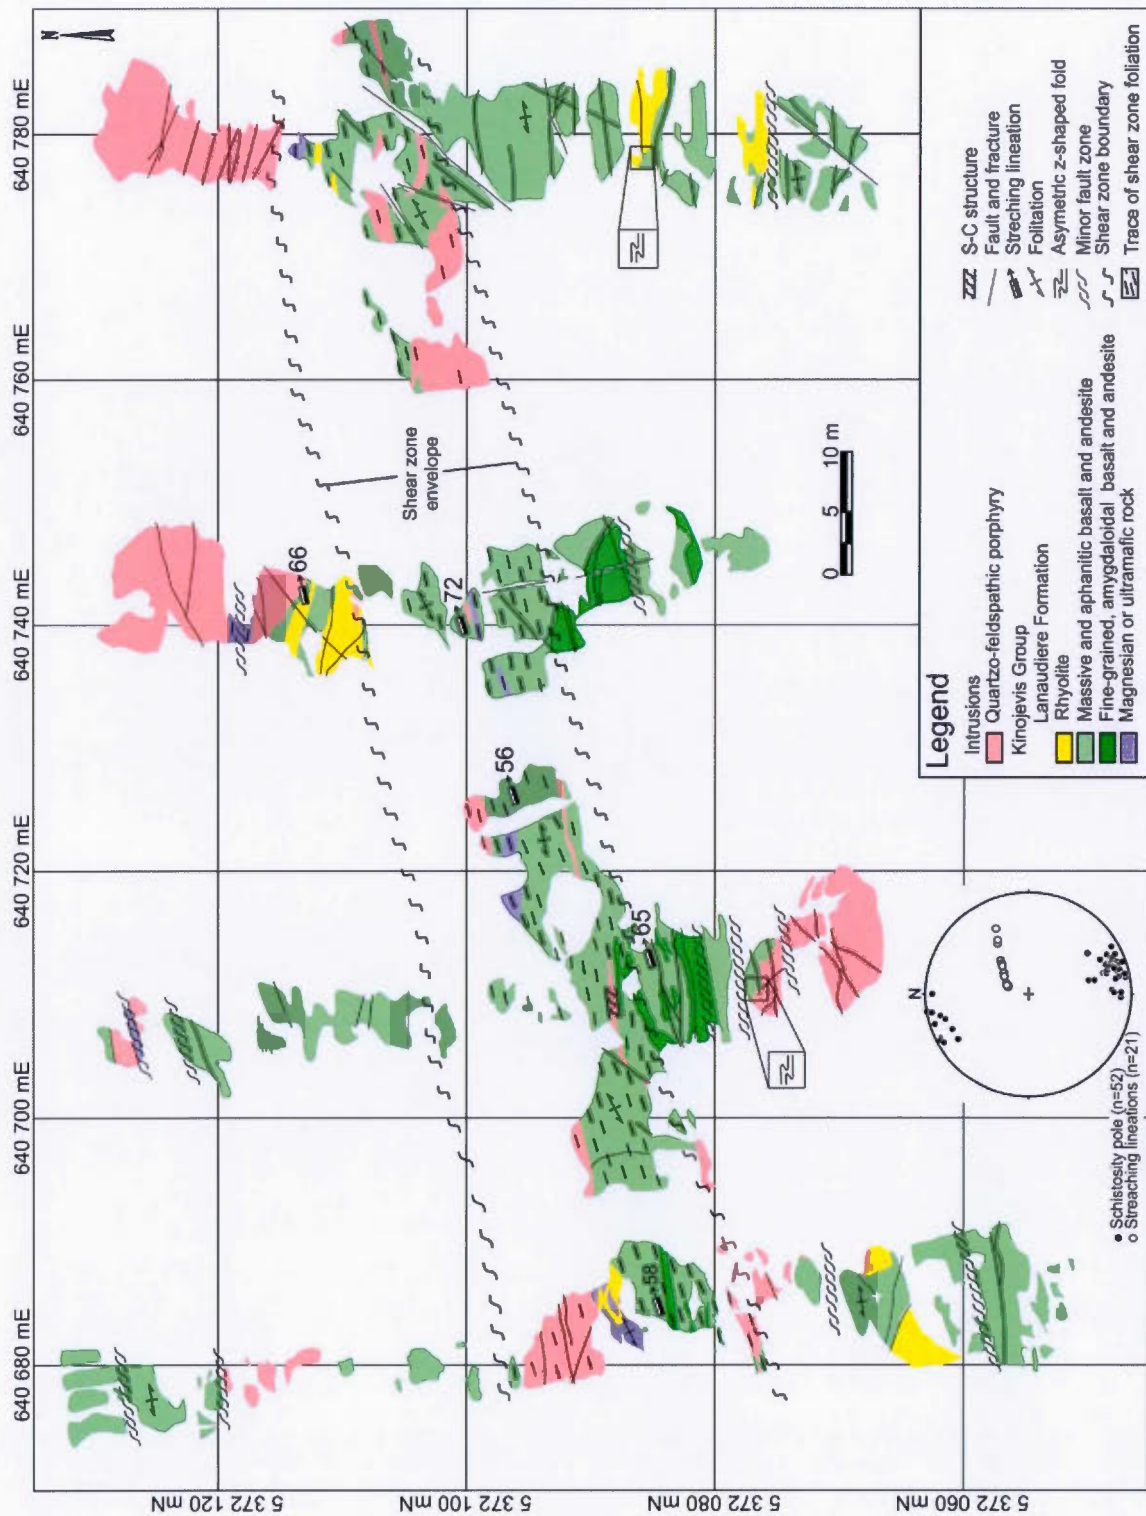 640 680 mE
640 700 mE
640 720 mE
640 740 mE
640 760 mE
640 780 mE
N
5 372 120 mN
5 372 100 mN
5 372 080 mN
5 372 060 mN
Shear zone
envelope
66
72
56
65
58
0 5 10 m
N
• Schistosity pole (n=52)
o Streaching lineations (n=21)
Legend
Intrusions
Quartzo-feldspathic porphyry
Kinojevis Group
Lanaudiere Formation
Rhyolite
Massive and aphanitic basalt and andesite
Fine-grained, amygdaloidal basalt and andesite
Magnesian or ultramafic rock
S-C structure
Fault and fracture
Streching lineation
Folitation
Asymetric z-shaped fold
Minor fault zone
Shear zone boundary
Trace of shear zone foliation